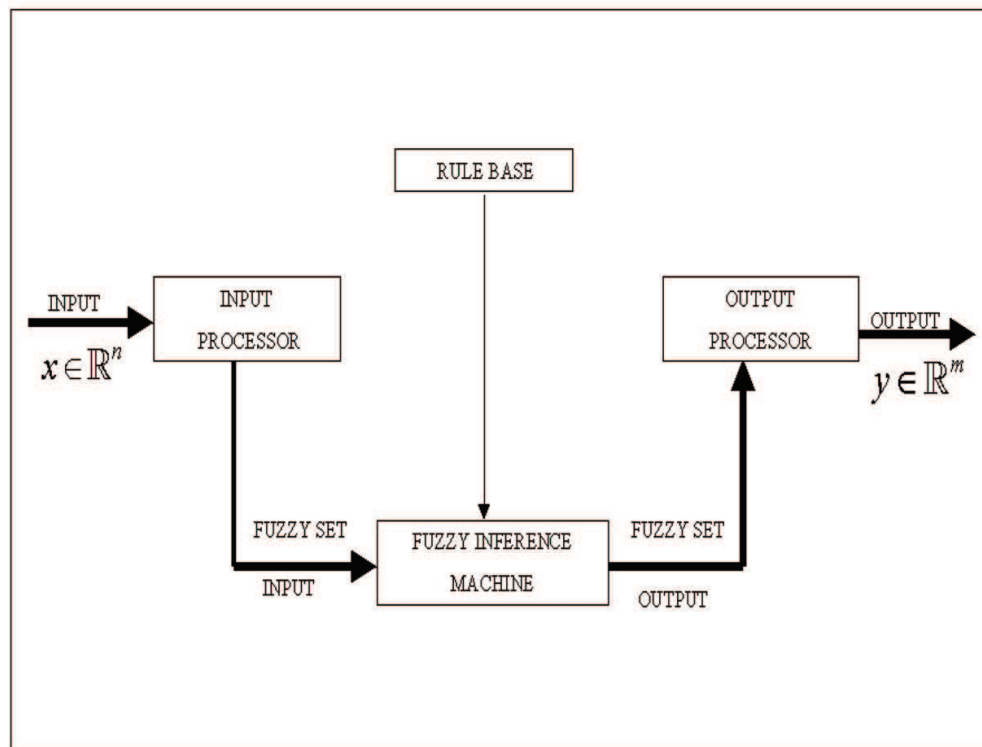 RULE BASE
INPUT
INPUT
PROCESSOR
x ∈ ℝⁿ
OUTPUT
PROCESSOR
OUTPUT
y ∈ ℝᵐ
FUZZY SET
INPUT
FUZZY INFERENCE
MACHINE
FUZZY SET
OUTPUT